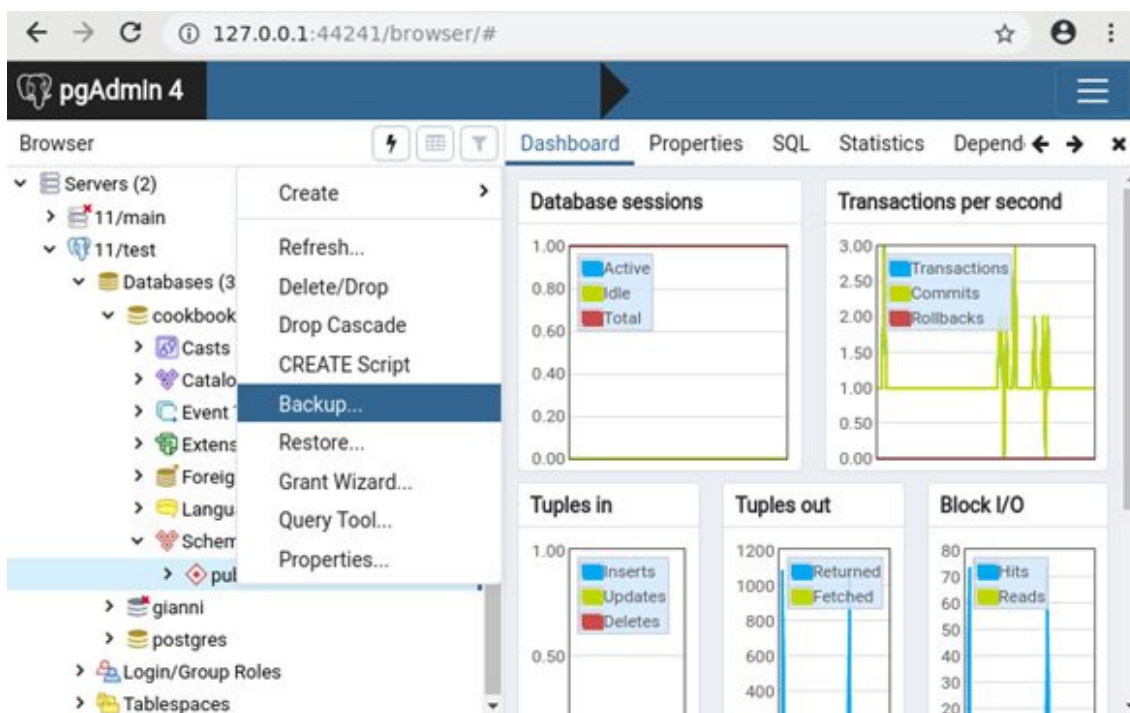 127.0.0.1:44241/browser/#
pgAdmin 4
Browser
Dashboard Properties SQL Statistics Depend
Servers (2)
11/main
11/test
Databases (3
cookbook
Casts
Catalo
Event
Extens
Foreig
Langu
Schem
pul
gianni
postgres
Login/Group Roles
Tablespaces
Create
Refresh...
Delete/Drop
Drop Cascade
CREATE Script
Backup...
Restore...
Grant Wizard...
Query Tool...
Properties...
Database sessions
1.00
0.80
0.60
0.40
0.20
0.00
Active
Idle
Total
Transactions per second
3.00
2.50
2.00
1.50
1.00
0.50
0.00
Transactions
Commits
Rollbacks
Tuples in
1.00
0.50
Inserts
Updates
Deletes
Tuples out
1200
1000
800
600
400
Returned
Fetched
Block I/O
80
70
60
50
40
30
20
Hits
Reads